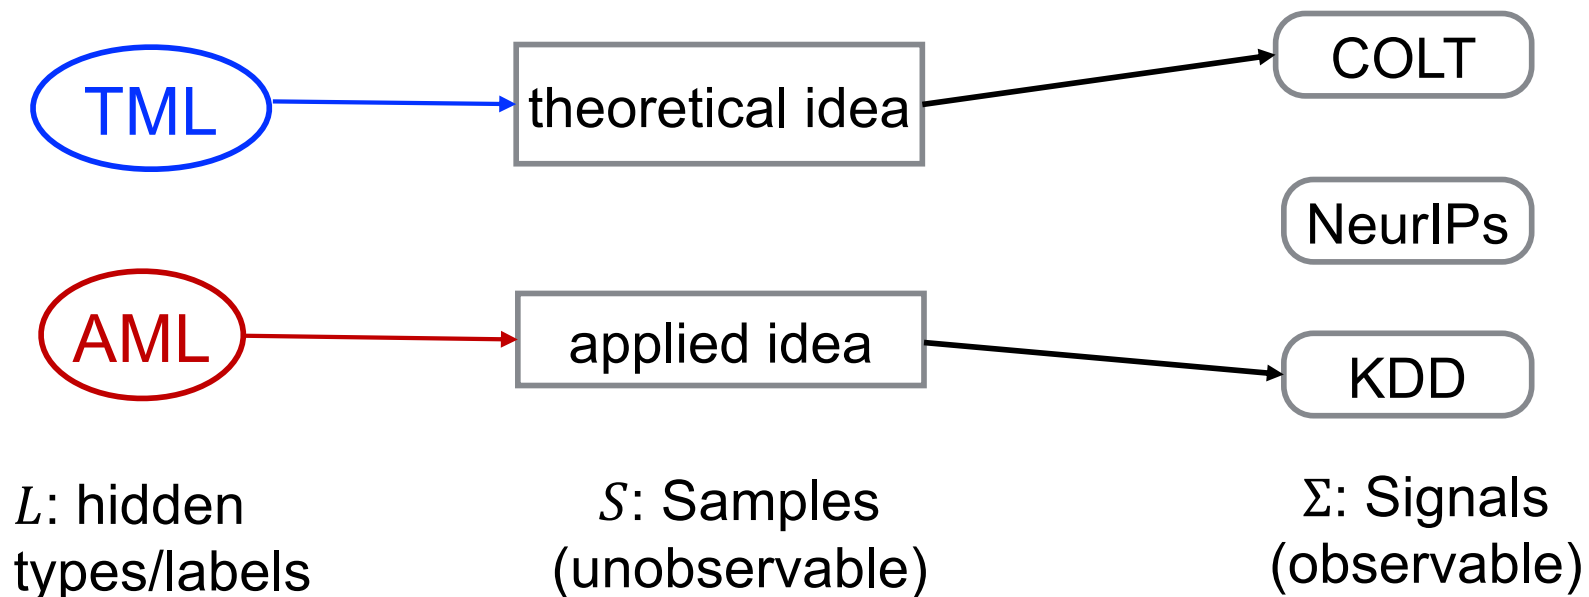 TML
theoretical idea
COLT
NeurIPs
AML
applied idea
KDD
L: hidden
types/labels
S: Samples
(unobservable)
Σ: Signals
(observable)